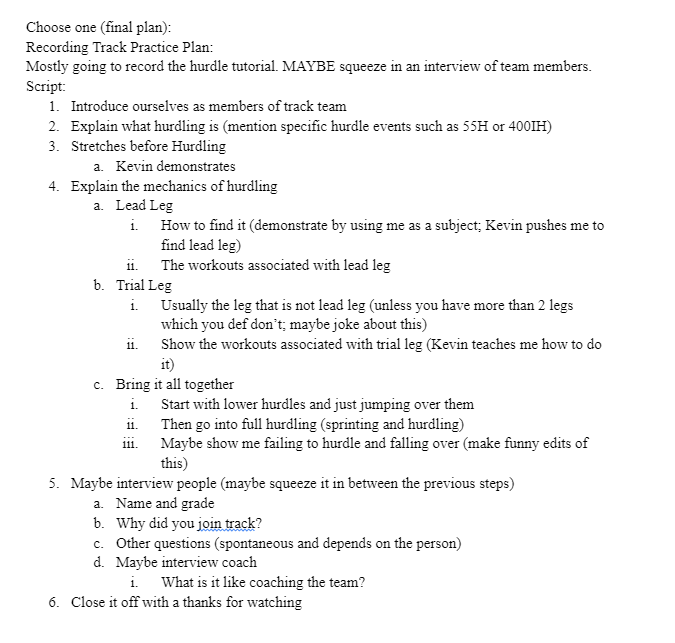 Choose one (final plan):
Recording Track Practice Plan:
Mostly going to record the hurdle tutorial. MAYBE squeeze in an interview of team members.
Script:
1. Introduce ourselves as members of track team
2. Explain what hurdling is (mention specific hurdle events such as 55H or 400IH)
3. Stretches before Hurdling
a. Kevin demonstrates
4. Explain the mechanics of hurdling
a. Lead Leg
i. How to find it (demonstrate by using me as a subject; Kevin pushes me to
find lead leg)
ii. The workouts associated with lead leg
b. Trial Leg
i. Usually the leg that is not lead leg (unless you have more than 2 legs
which you def don't; maybe joke about this)
ii. Show the workouts associated with trial leg (Kevin teaches me how to do
it)
c. Bring it all together
i. Start with lower hurdles and just jumping over them
ii. Then go into full hurdling (sprinting and hurdling)
iii. Maybe show me failing to hurdle and falling over (make funny edits of
this)
5. Maybe interview people (maybe squeeze it in between the previous steps)
a. Name and grade
b. Why did you join track?
c. Other questions (spontaneous and depends on the person)
d. Maybe interview coach
i. What is it like coaching the team?
6. Close it off with a thanks for watching